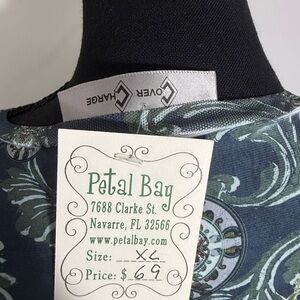 COVER CHARGE
Petal Bay
7688 Clarke St.
Navarre, FL 32566
www.petalbay.com
Size: XL
Price: $ 69